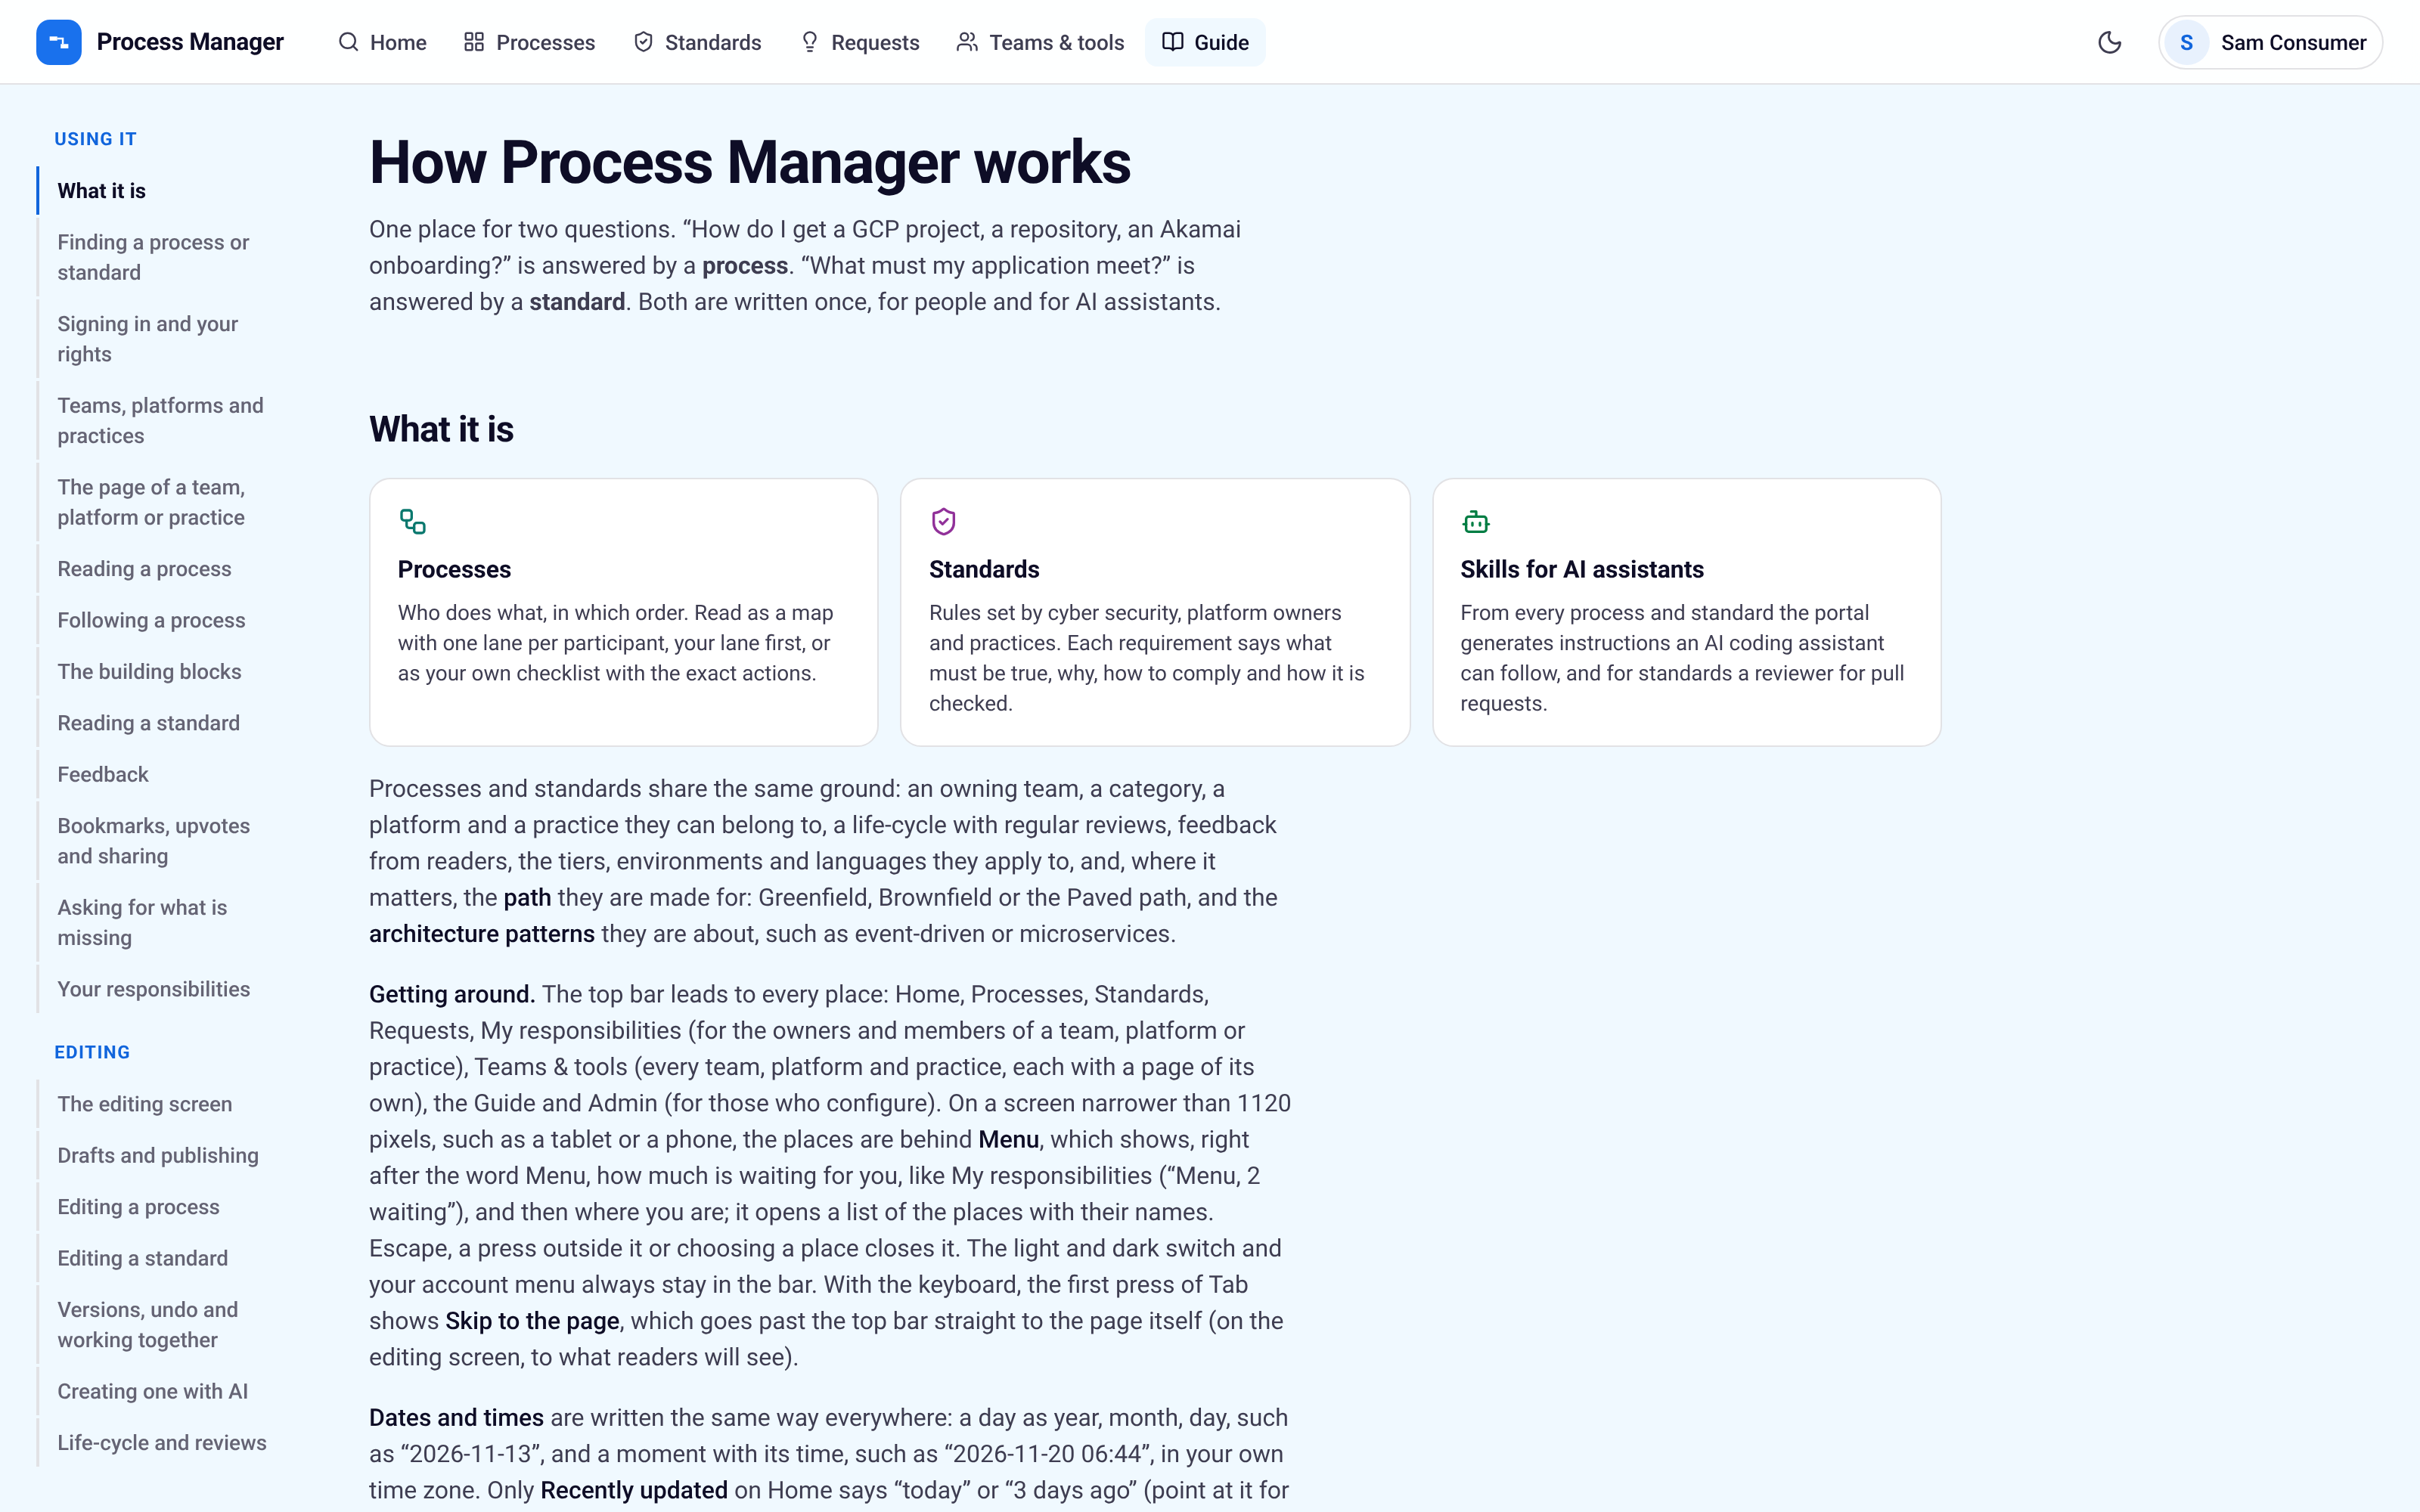 Process Manager
Home
Processes
Standards
Requests
Teams & tools
Guide
S
Sam Consumer
USING IT
What it is
Finding a process or
standard
Signing in and your
rights
Teams, platforms and
practices
The page of a team,
platform or practice
Reading a process
Following a process
The building blocks
Reading a standard
Feedback
Bookmarks, upvotes
and sharing
Asking for what is
missing
Your responsibilities
EDITING
The editing screen
Drafts and publishing
Editing a process
Editing a standard
Versions, undo and
working together
Creating one with AI
Life-cycle and reviews
How Process Manager works
One place for two questions. “How do I get a GCP project, a repository, an Akamai
onboarding?” is answered by a process. “What must my application meet?” is
answered by a standard. Both are written once, for people and for AI assistants.
What it is
Processes
Who does what, in which order. Read as a map
with one lane per participant, your lane first, or
as your own checklist with the exact actions.
Standards
Rules set by cyber security, platform owners
and practices. Each requirement says what
must be true, why, how to comply and how it is
checked.
Skills for AI assistants
From every process and standard the portal
generates instructions an AI coding assistant
can follow, and for standards a reviewer for pull
requests.
Processes and standards share the same ground: an owning team, a category, a
platform and a practice they can belong to, a life-cycle with regular reviews, feedback
from readers, the tiers, environments and languages they apply to, and, where it
matters, the path they are made for: Greenfield, Brownfield or the Paved path, and the
architecture patterns they are about, such as event-driven or microservices.
Getting around. The top bar leads to every place: Home, Processes, Standards,
Requests, My responsibilities (for the owners and members of a team, platform or
practice), Teams & tools (every team, platform and practice, each with a page of its
own), the Guide and Admin (for those who configure). On a screen narrower than 1120
pixels, such as a tablet or a phone, the places are behind Menu, which shows, right
after the word Menu, how much is waiting for you, like My responsibilities (“Menu, 2
waiting”), and then where you are; it opens a list of the places with their names.
Escape, a press outside it or choosing a place closes it. The light and dark switch and
your account menu always stay in the bar. With the keyboard, the first press of Tab
shows Skip to the page, which goes past the top bar straight to the page itself (on the
editing screen, to what readers will see).
Dates and times are written the same way everywhere: a day as year, month, day, such
as “2026-11-13”, and a moment with its time, such as “2026-11-20 06:44”, in your own
time zone. Only Recently updated on Home says “today” or “3 days ago” (point at it for